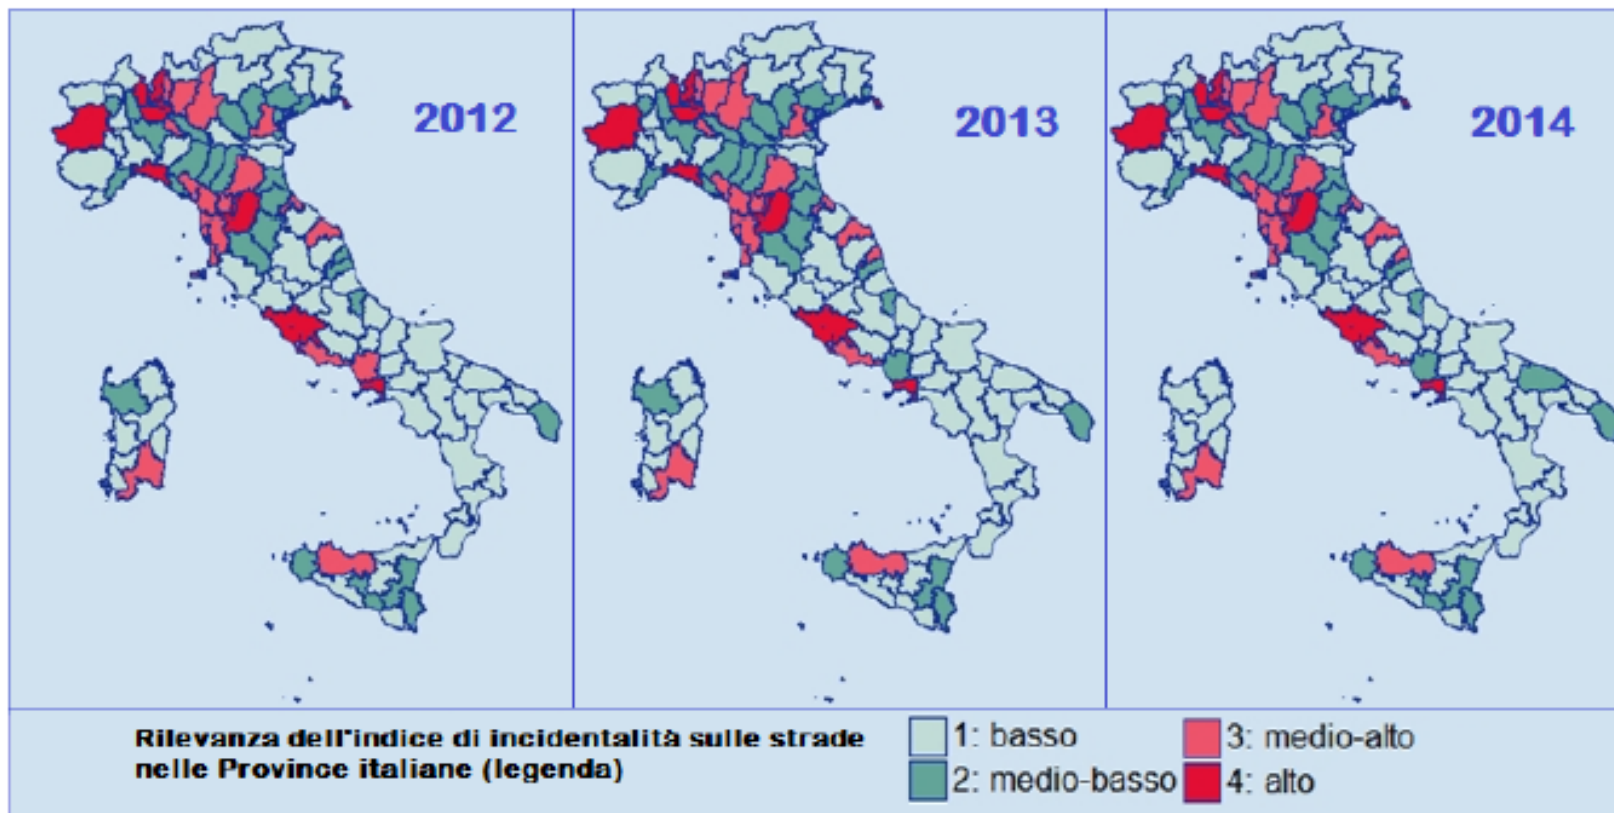 2012
2013
2014
Rilevanza dell'indice di incidentalità sulle strade
nelle Province italiane (legenda)
1: basso
2: medio-basso
3: medio-alto
4: alto